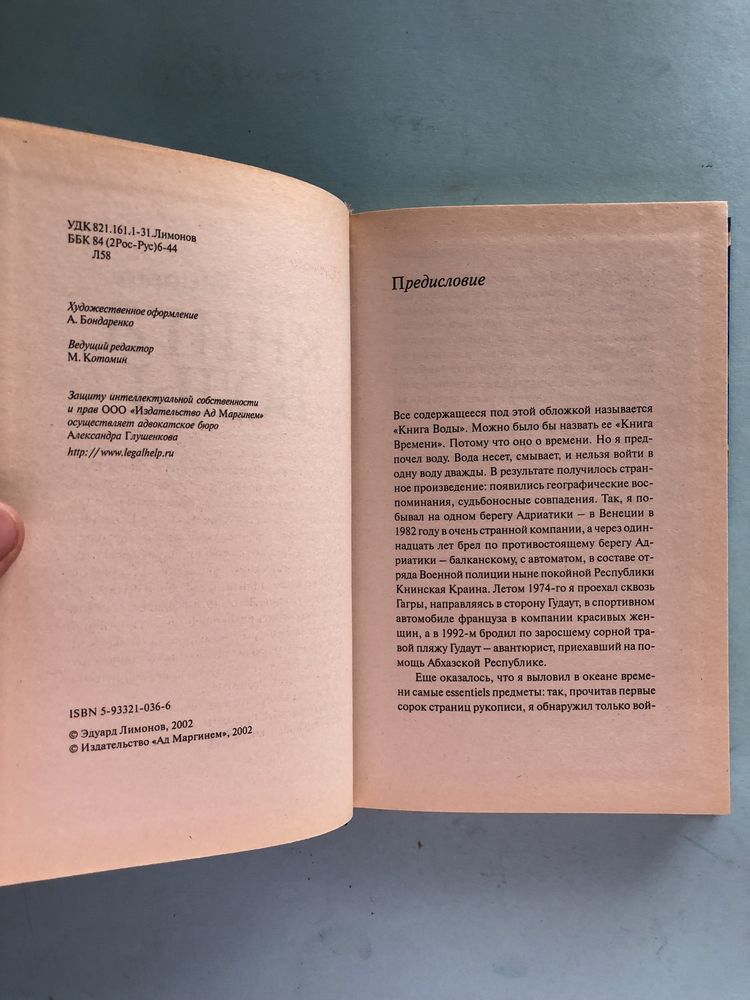 УДК 821.161.1-31.Лимонов
ББК 84 (2Рос-Рус)6-44
Л58
Художественное оформление
А. Бондаренко
Ведущий редактор
М. Котомин
Защиту интеллектуальной собственности
и прав ООО «Издательство Ад Маргинем»
осуществляет адвокатское бюро
Александра Глушенкова
http://www.legalhelp.ru
ISBN 5-93321-036-6
© Эдуард Лимонов, 2002
© Издательство «Ад Маргинем», 2002
Предисловие
Все содержащееся под этой обложкой называется
«Книга Воды». Можно было бы назвать ее «Книга
Времени». Потому что оно о времени. Но я пред-
почел воду. Вода несет, смывает, и нельзя войти в
одну воду дважды. В результате получилось стран-
ное произведение: появились географические вос-
поминания, судьбоносные совпадения. Так, я по-
бывал на одном берегу Адриатики – в Венеции в
1982 году в очень странной компании, а через один-
надцать лет брел по противостоящему берегу Ад-
риатики – балканскому, с автоматом, в составе от-
ряда Военной полиции ныне покойной Республики
Книнская Краина. Летом 1974-го я проехал сквозь
Гагры, направляясь в сторону Гудаут, в спортивном
автомобиле француза в компании красивых жен-
щин, а в 1992-м бродил по заросшему сорной тра-
вой пляжу Гудаут – авантюрист, приехавший на по-
мощь Абхазской Республике.
Еще оказалось, что я выловил в океане време-
ни самые essentiels предметы: так, прочитав первые
сорок страниц рукописи, я обнаружил только вой-